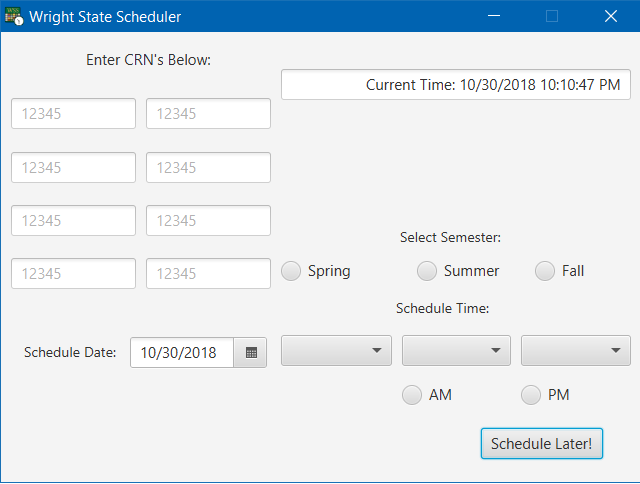 Wright State Scheduler
Enter CRN's Below:
Current Time: 10/30/2018 10:10:47 PM
12345 12345
12345 12345
12345 12345
12345 12345
Select Semester:
Spring Summer Fall
Schedule Time:
Schedule Date: 10/30/2018
AM PM
Schedule Later!